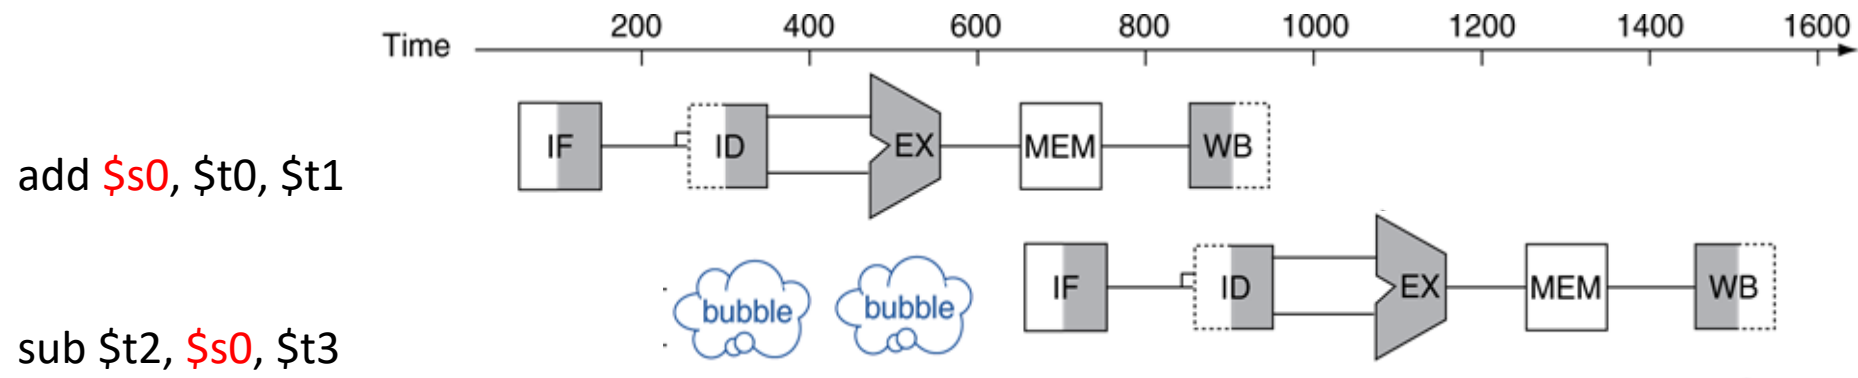 200 400 600 800 1000 1200 1400 1600
Time
IF ID EX MEM WB
add $s0, $t0, $t1
IF ID EX MEM WB
bubble bubble
sub $t2, $s0, $t3